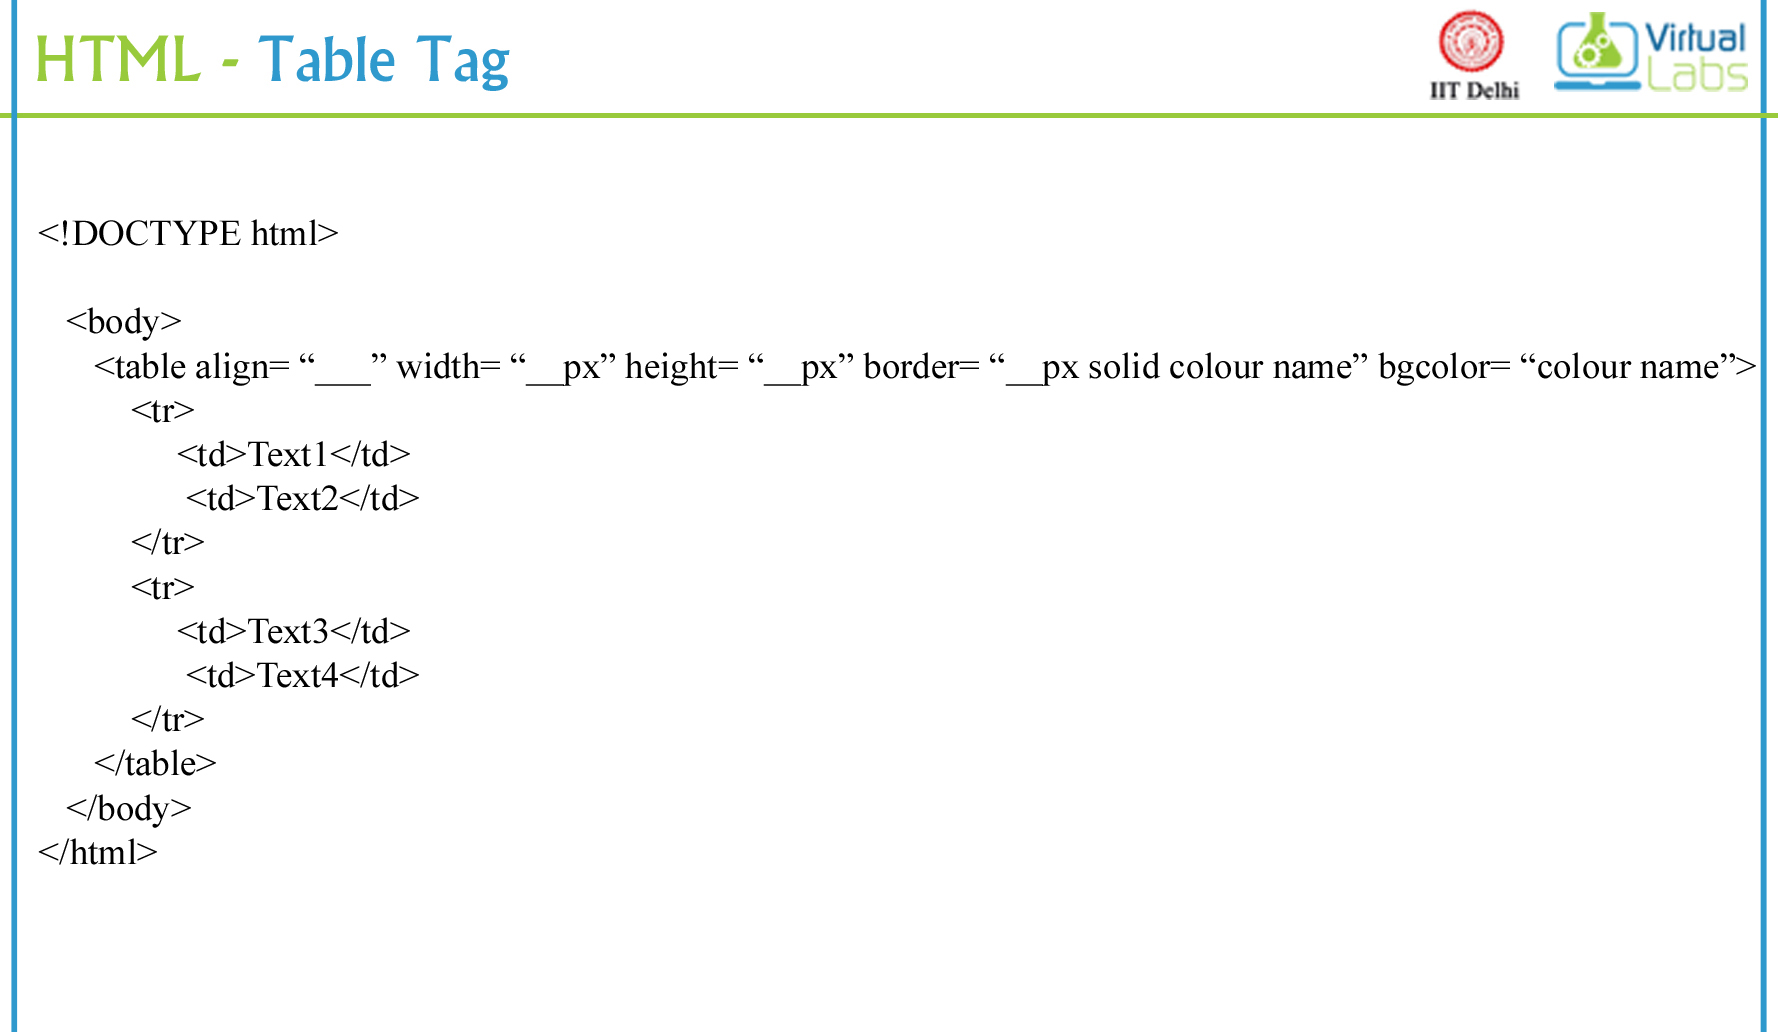 HTML - Table Tag
IIT Delhi
Virtual
Labs
<!DOCTYPE html>
<body>
<table align= “___” width= “__px” height= “__px” border= “__px solid colour name” bgcolor= “colour name”>
<tr>
<td>Text1</td>
<td>Text2</td>
</tr>
<tr>
<td>Text3</td>
<td>Text4</td>
</tr>
</table>
</body>
</html>